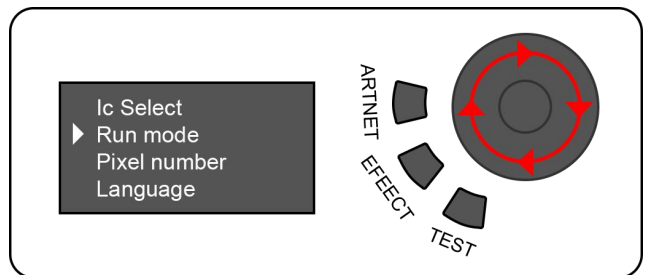 Ic Select
Run mode
Pixel number
Language
ARTNET
EFEECT
TEST